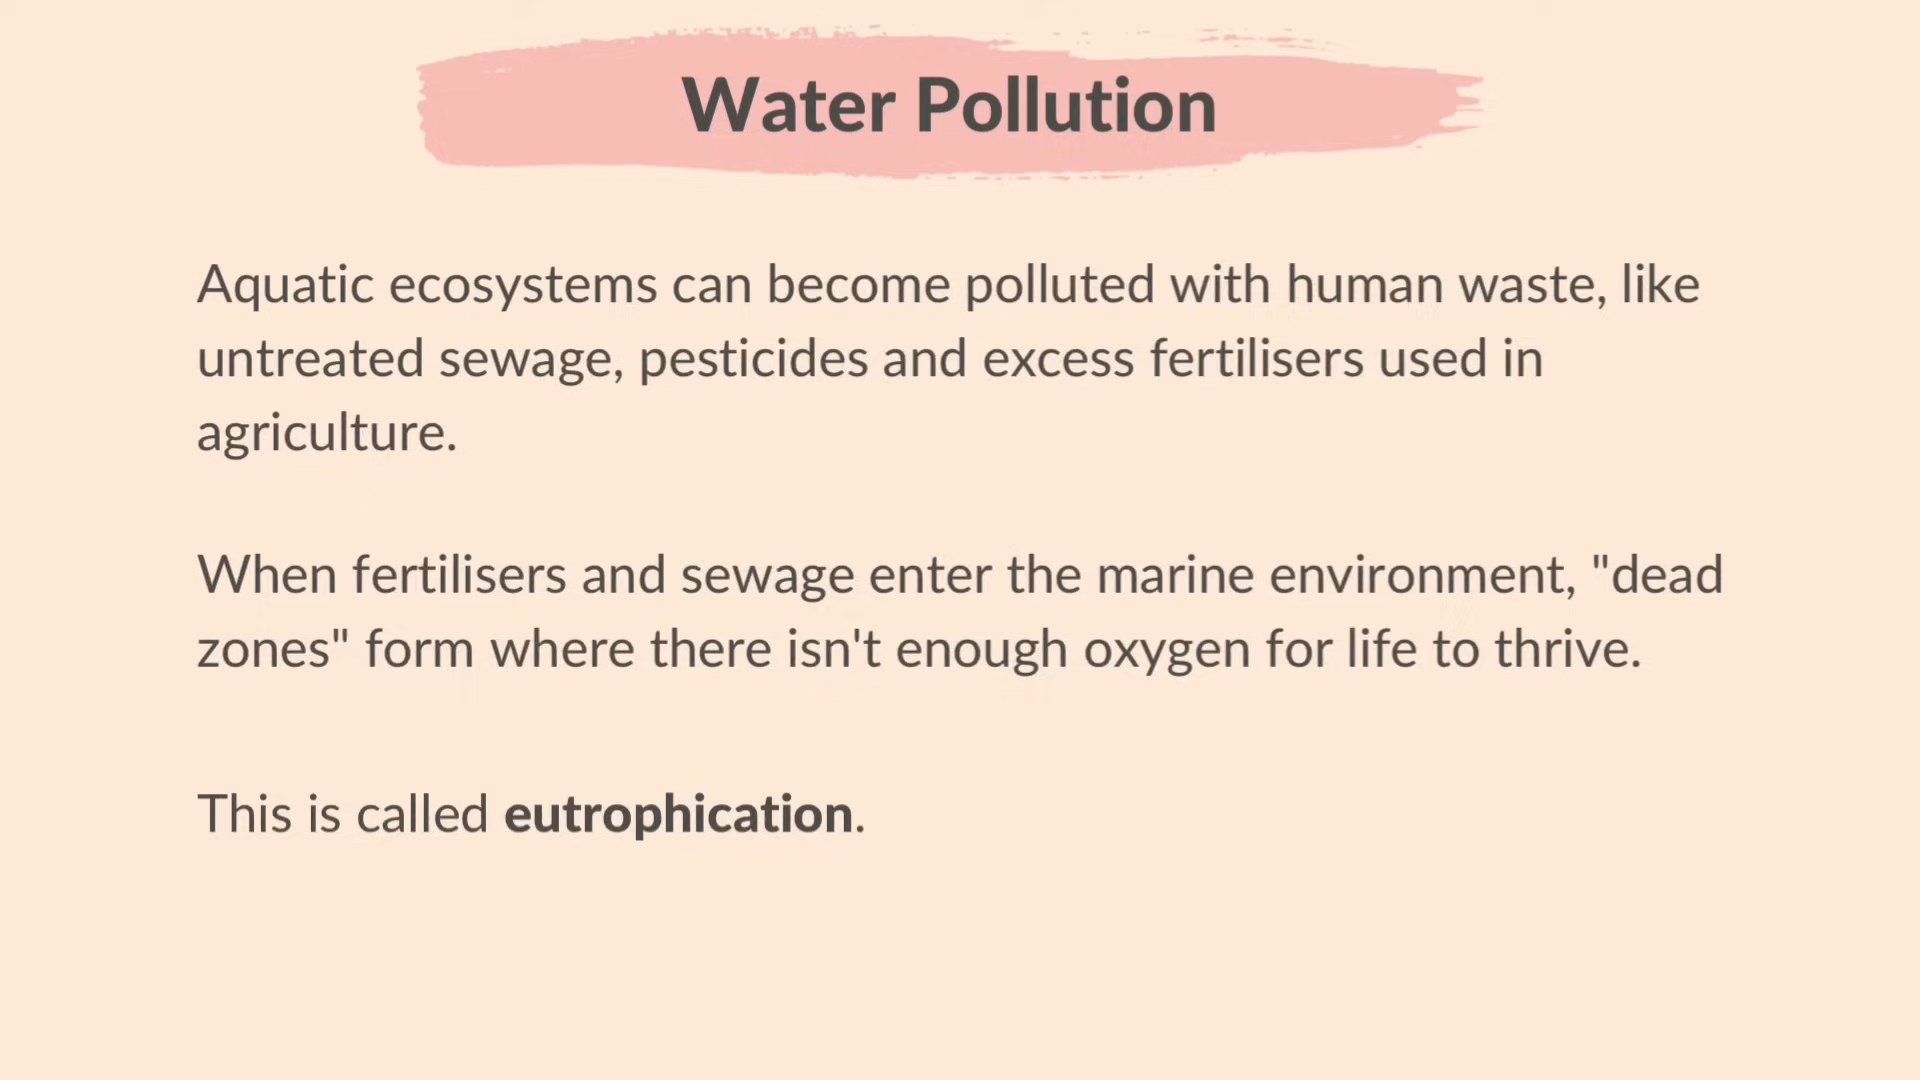 Water Pollution
Aquatic ecosystems can become polluted with human waste, like
untreated sewage, pesticides and excess fertilisers used in
agriculture.
When fertilisers and sewage enter the marine environment, "dead
zones" form where there isn't enough oxygen for life to thrive.
This is called eutrophication.